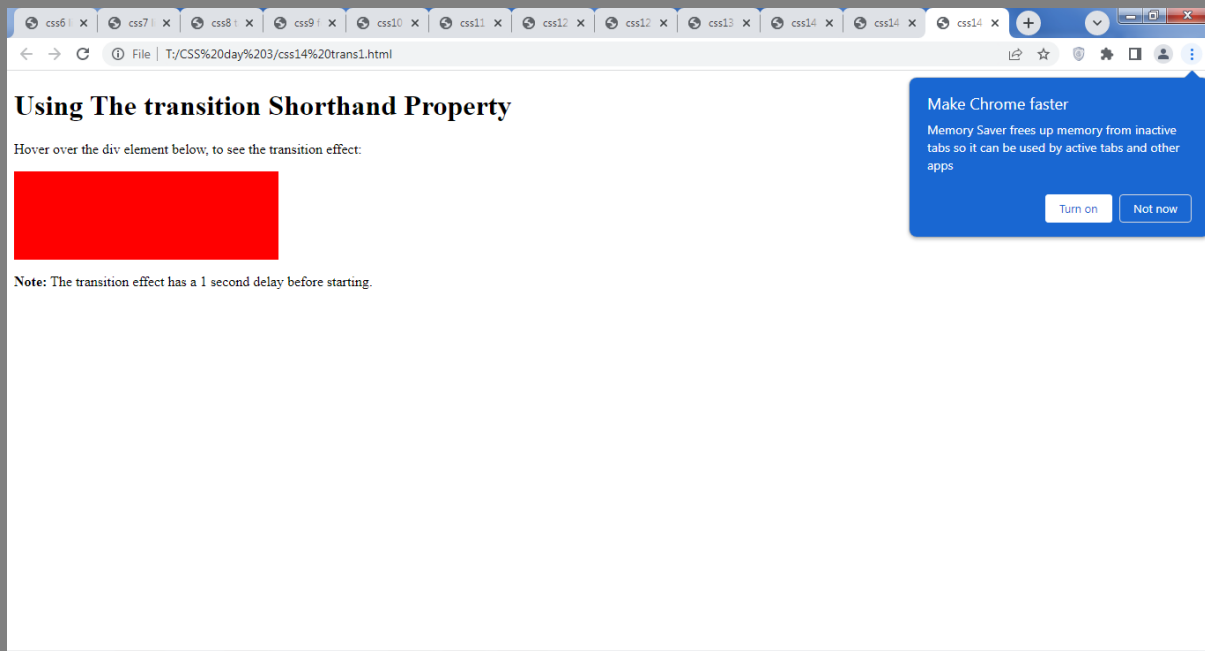 css6
css7
css8
css9 f
css10
css11
css12
css12
css13
css14
css14
css14
File T:/CSS%20day%203/css14%20trans1.html
Make Chrome faster
Memory Saver frees up memory from inactive
tabs so it can be used by active tabs and other
apps
Turn on Not now
Using The transition Shorthand Property
Hover over the div element below, to see the transition effect:
Note: The transition effect has a 1 second delay before starting.